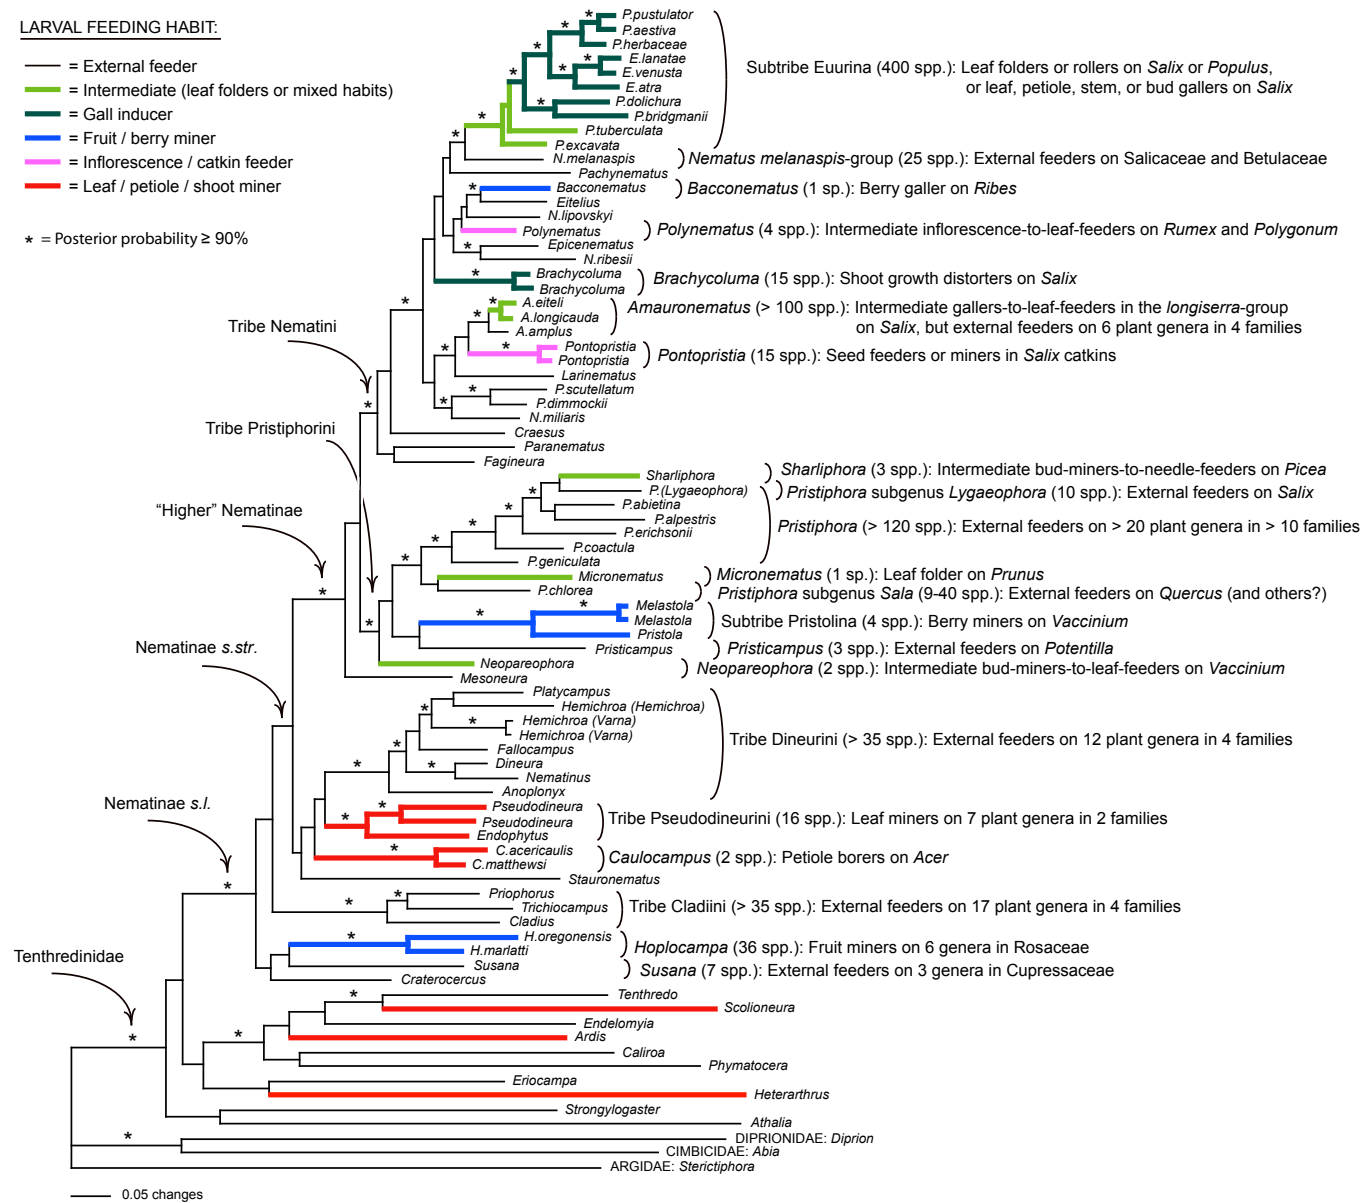 LARVAL FEEDING HABIT:
= External feeder
= Intermediate (leaf folders or mixed habits)
= Gall inducer
= Fruit / berry miner
= Inflorescence / catkin feeder
= Leaf / petiole / shoot miner
* = Posterior probability ≥ 90%
P.pustulator
P.aestiva
P.herbaceae
E.lanatae
E.venusta
E.atra
P.dolichura
P.bridgmanii
P.tuberculata
P.excavata
Subtribe Euurina (400 spp.): Leaf folders or rollers on Salix or Populus,
or leaf, petiole, stem, or bud gallers on Salix
N.melanaspis
Nematus melanaspis-group (25 spp.): External feeders on Salicaceae and Betulaceae
Pachynematus
Bacconematus
Bacconematus (1 sp.): Berry galler on Ribes
Eitelius
N.lipovskyi
Polynematus
Polynematus (4 spp.): Intermediate inflorescence-to-leaf-feeders on Rumex and Polygonum
Epicenematus
N.ribesii
Brachycoluma
Brachycoluma
Brachycoluma (15 spp.): Shoot growth distorters on Salix
A.eiteli
A.longicauda
A.amplus
Amauronematus (> 100 spp.): Intermediate gallers-to-leaf-feeders in the longiserra-group
on Salix, but external feeders on 6 plant genera in 4 families
Pontopristia
Pontopristia
Pontopristia (15 spp.): Seed feeders or miners in Salix catkins
Larinematus
P.scutellatum
P.dimmockii
N.miliaris
Craesus
Paranematus
Fagineura
Tribe Nematini
Tribe Pristiphorini
"Higher" Nematinae
Nematinae s.str.
Nematinae s.l.
Tenthredinidae
Sharliphora
Sharliphora (3 spp.): Intermediate bud-miners-to-needle-feeders on Picea
P.(Lygaeophora)
Pristiphora subgenus Lygaeophora (10 spp.): External feeders on Salix
P.abietina
P.alpestris
P.erichsonii
P.coactula
P.geniculata
Pristiphora (> 120 spp.): External feeders on > 20 plant genera in > 10 families
Micronematus
Micronematus (1 sp.): Leaf folder on Prunus
P.chlorea
Pristiphora subgenus Sala (9-40 spp.): External feeders on Quercus (and others?)
Melastola
Melastola
Pristola
Subtribe Pristolina (4 spp.): Berry miners on Vaccinium
Pristicampus
Pristicampus (3 spp.): External feeders on Potentilla
Neopareophora
Neopareophora (2 spp.): Intermediate bud-miners-to-leaf-feeders on Vaccinium
Mesoneura
Platycampus
Hemichroa (Hemichroa)
Hemichroa (Varna)
Hemichroa (Varna)
Fallocampus
Dineura
Nematinus
Anoplonyx
Tribe Dineurini (> 35 spp.): External feeders on 12 plant genera in 4 families
Pseudodineura
Pseudodineura
Endophytus
Tribe Pseudodineurini (16 spp.): Leaf miners on 7 plant genera in 2 families
C.acericaulis
C.matthewsi
Caulocampus (2 spp.): Petiole borers on Acer
Stauronematus
Priophorus
Trichiocampus
Cladius
Tribe Cladiini (> 35 spp.): External feeders on 17 plant genera in 4 families
H.oregonensis
H.marlatti
Hoplocampa (36 spp.): Fruit miners on 6 genera in Rosaceae
Susana
Susana (7 spp.): External feeders on 3 genera in Cupressaceae
Craterocercus
Tenthredo
Scolioneura
Endelomyia
Ardis
Caliroa
Phymatocera
Eriocampa
Heterarthrus
Strongylogaster
Athalia
DIPRIONIDAE: Diprion
CIMBICIDAE: Abia
ARGIDAE: Sterictiphora
0.05 changes